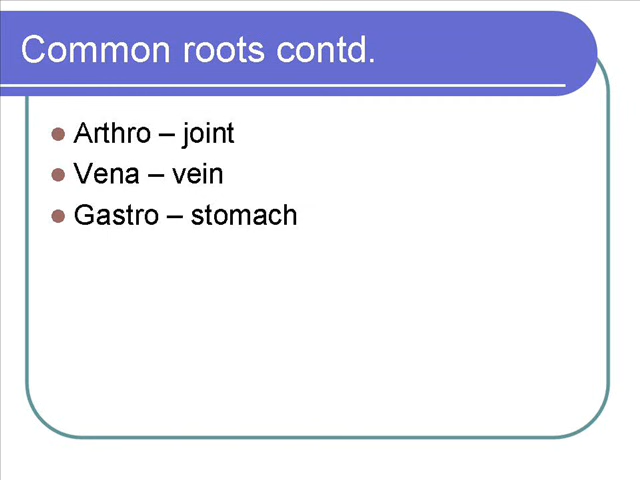 Common roots contd.
Arthro – joint
Vena – vein
Gastro – stomach